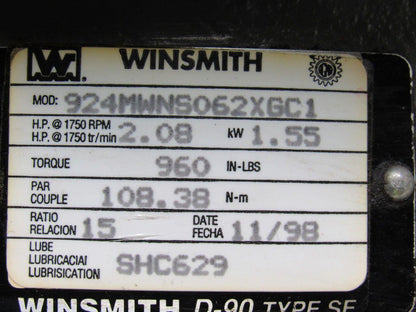 W. WINSMITH
MOD: 924MWNS062XGC1
H.P. @ 1750 RPM
H.P. @ 1750 tr/min 2.08 kW 1.55
TORQUE 960 IN-LBS
PAR
COUPLE 108.38 N-m
RATIO
RELACION 15 DATE
FECHA 11/98
LUBE
LUBRICACIAI
LUBRISICATION SHC629
WINSMITH D-90 TYPE SE